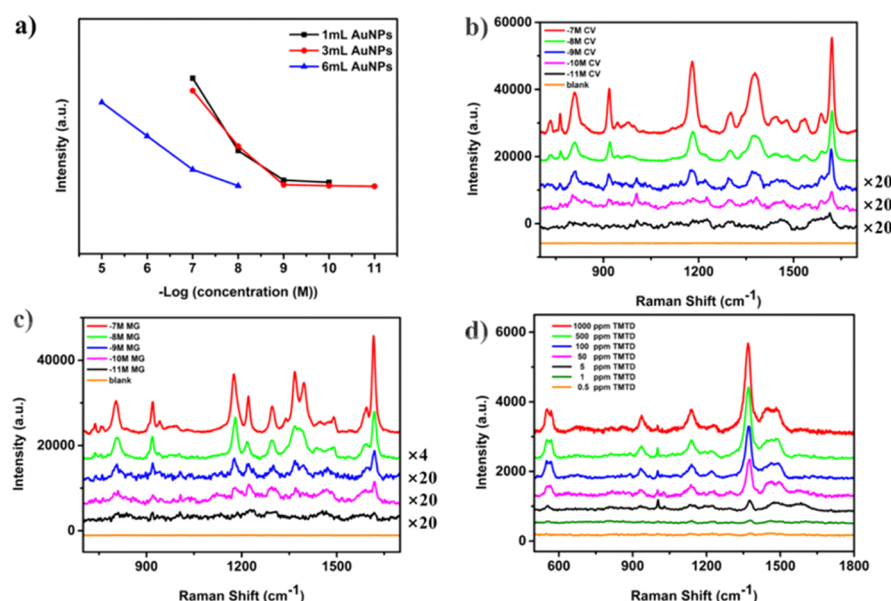 a)
1mL AuNPs
3mL AuNPs
6mL AuNPs
Intensity (a.u.)
5 6 7 8 9 10 11
-Log (concentration (M))
b)
-7M CV
-8M CV
-9M CV
-10M CV
-11M CV
blank
60000
40000
20000
0
×20
×20
×20
Intensity (a.u.)
900 1200 1500
Raman Shift (cm-1)
c)
-7M MG
-8M MG
-9M MG
-10M MG
-11M MG
blank
40000
20000
0
×4
×20
×20
×20
Intensity (a.u.)
900 1200 1500
Raman Shift (cm-1)
d)
1000 ppm TMTD
500 ppm TMTD
100 ppm TMTD
50 ppm TMTD
5 ppm TMTD
1 ppm TMTD
0.5 ppm TMTD
6000
4000
2000
0
Intensity (a.u.)
600 900 1200 1500 1800
Raman Shift (cm-1)